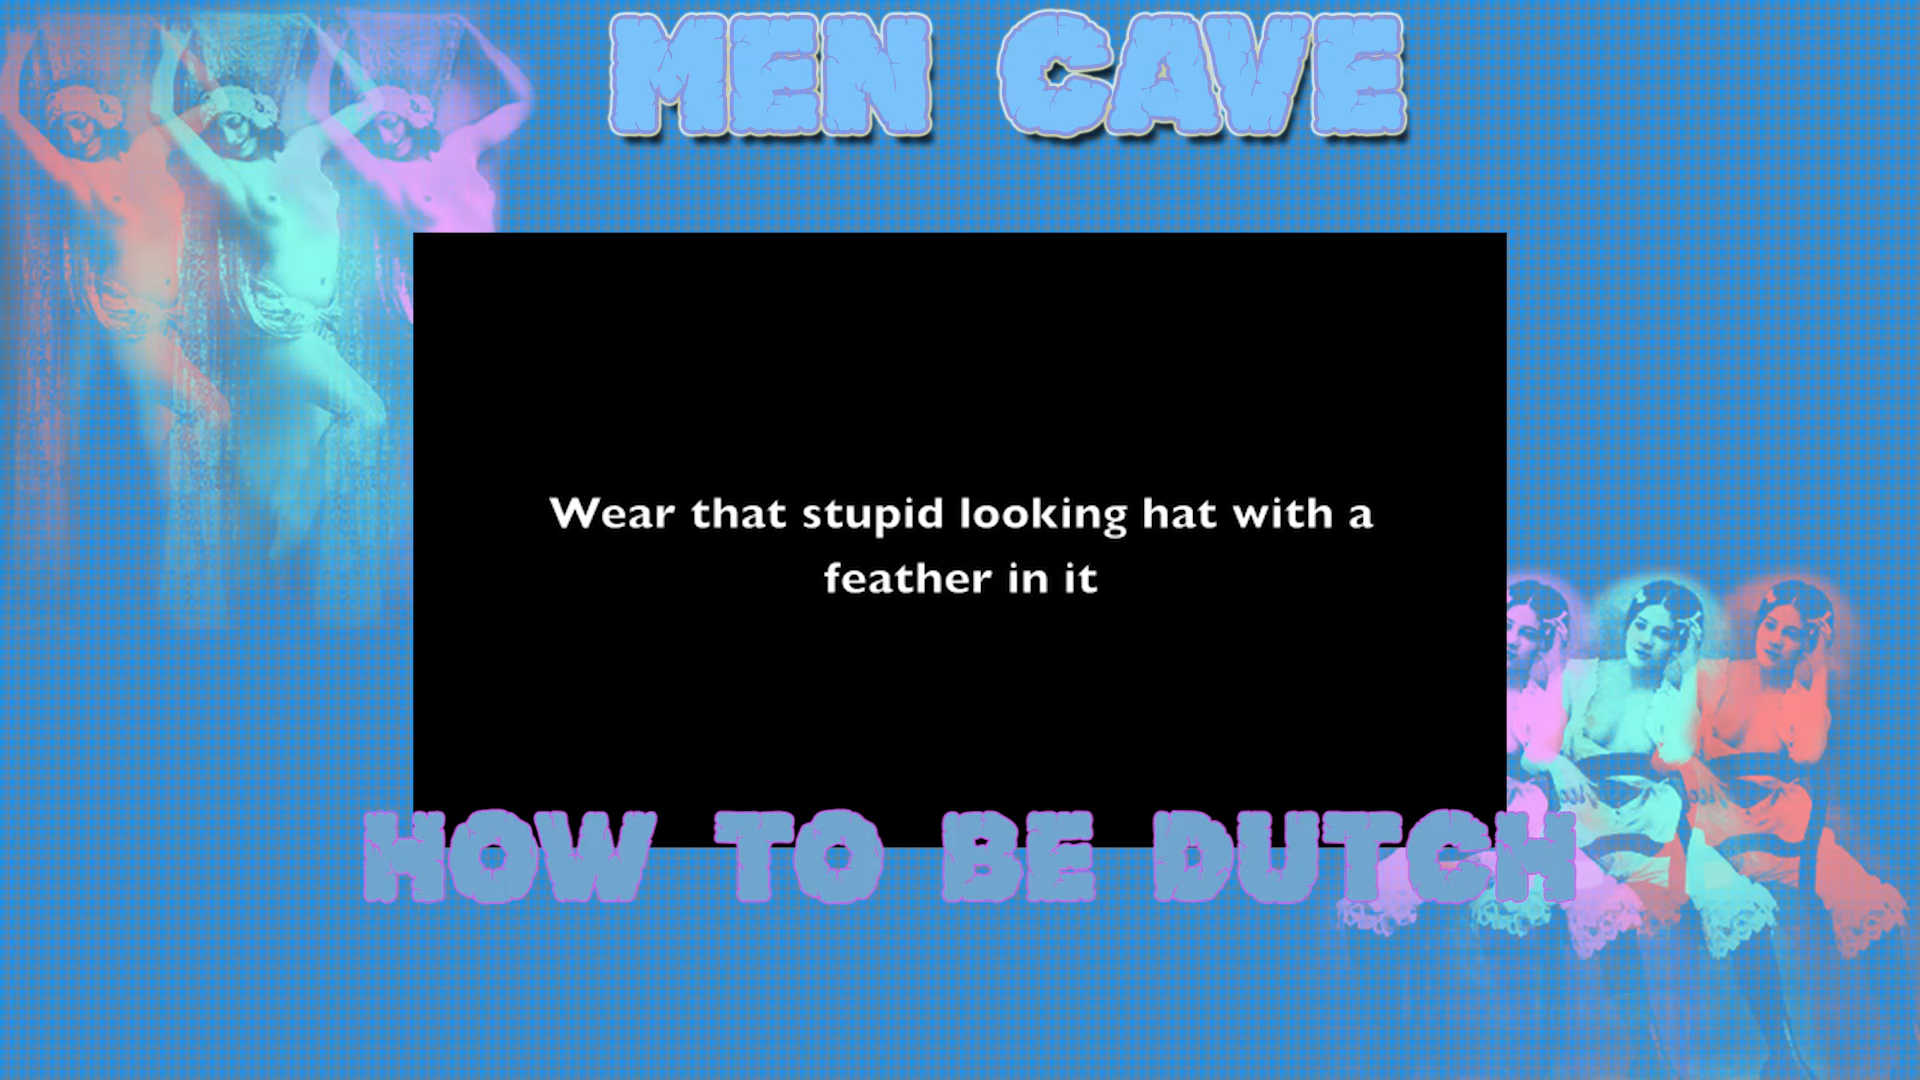 MEN CAVE
Wear that stupid looking hat with a
feather in it
HOW TO BE DUTCH